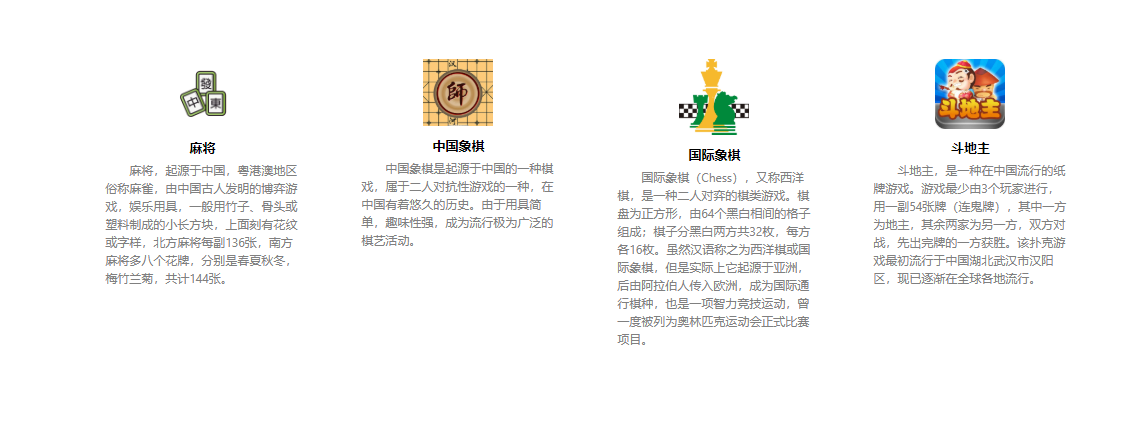 發
中
東
麻将
麻将，起源于中国，粤港澳地区
俗称麻雀，由中国古人发明的博弈游
戏，娱乐用具，一般用竹子、骨头或
塑料制成的小长方块，上面刻有花纹
或字样，北方麻将每副136张，南方
麻将多八个花牌，分别是春夏秋冬，
梅竹兰菊，共计144张。
汉
師
中国象棋
中国象棋是起源于中国的一种棋
戏，属于二人对抗性游戏的一种，在
中国有着悠久的历史。由于用具简
单，趣味性强，成为流行极为广泛的
棋艺活动。
国际象棋
国际象棋（Chess），又称西洋
棋，是一种二人对弈的棋类游戏。棋
盘为正方形，由64个黑白相间的格子
组成；棋子分黑白两方共32枚，每方
各16枚。虽然汉语称之为西洋棋或国
际象棋，但是实际上它起源于亚洲，
后由阿拉伯人传入欧洲，成为国际通
行棋种，也是一项智力竞技运动，曾
一度被列为奥林匹克运动会正式比赛
项目。
斗地主
斗地主
斗地主，是一种在中国流行的纸
牌游戏。游戏最少由3个玩家进行，
用一副54张牌（连鬼牌），其中一方
为地主，其余两家为另一方，双方对
战，先出完牌的一方获胜。该扑克游
戏最初流行于中国湖北武汉市汉阳
区，现已逐渐在全球各地流行。